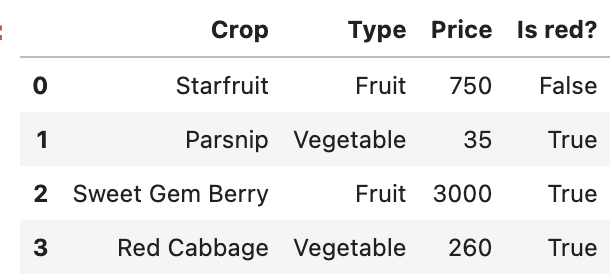 Crop Type Price Is red?
0 Starfruit Fruit 750 False
1 Parsnip Vegetable 35 True
2 Sweet Gem Berry Fruit 3000 True
3 Red Cabbage Vegetable 260 True